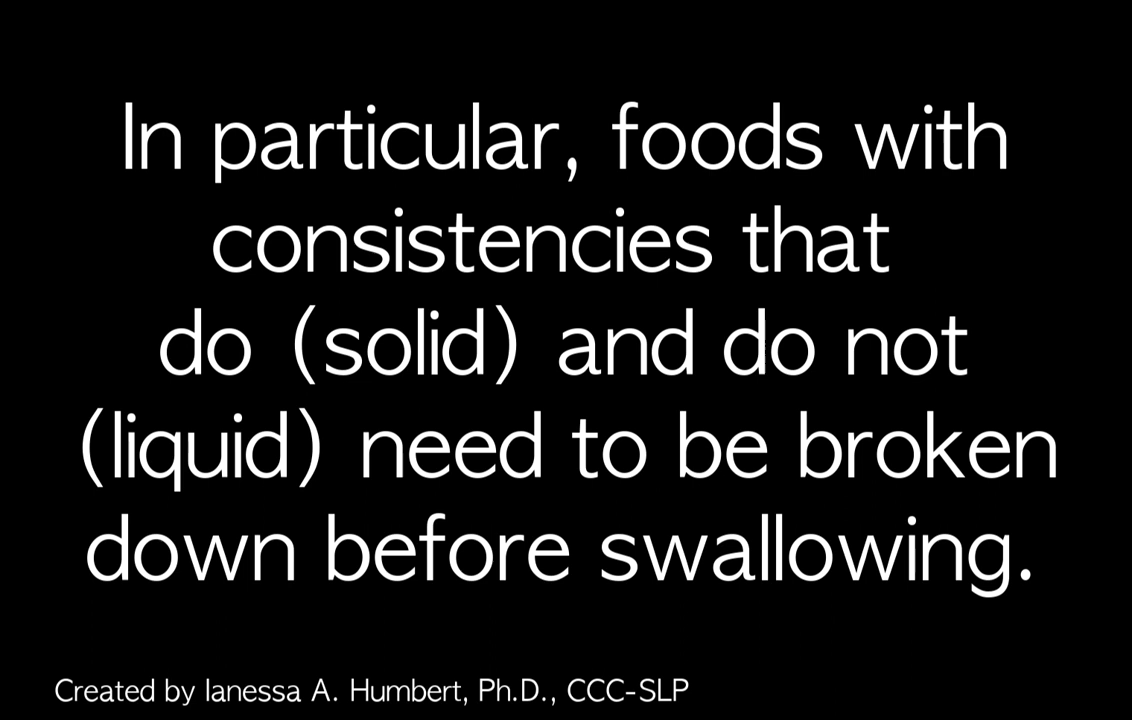 In particular, foods with
consistencies that
do (solid) and do not
(liquid) need to be broken
down before swallowing.
Created by Ianessa A. Humbert, Ph.D., CCC-SLP